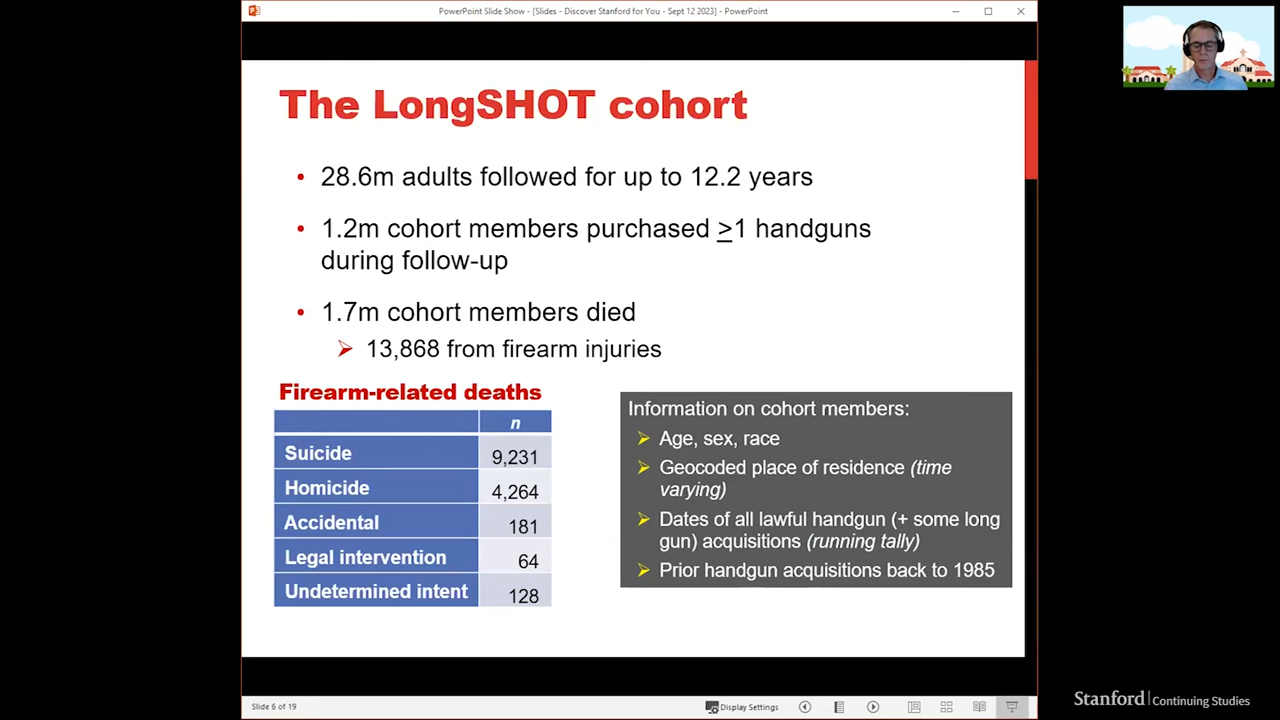 PowerPoint Slide Show - [Slides - Discover Stanford for You - Sept 12 2023] - PowerPoint
The LongSHOT cohort
• 28.6m adults followed for up to 12.2 years
• 1.2m cohort members purchased >1 handguns
during follow-up
• 1.7m cohort members died
➢ 13,868 from firearm injuries
Firearm-related deaths
n
Suicide 9,231
Homicide 4,264
Accidental 181
Legal intervention 64
Undetermined intent 128
Information on cohort members:
➢ Age, sex, race
➢ Geocoded place of residence (time
varying)
➢ Dates of all lawful handgun (+ some long
gun) acquisitions (running tally)
➢ Prior handgun acquisitions back to 1985
Slide 6 of 19
Display Settings
Stanford | Continuing Studies